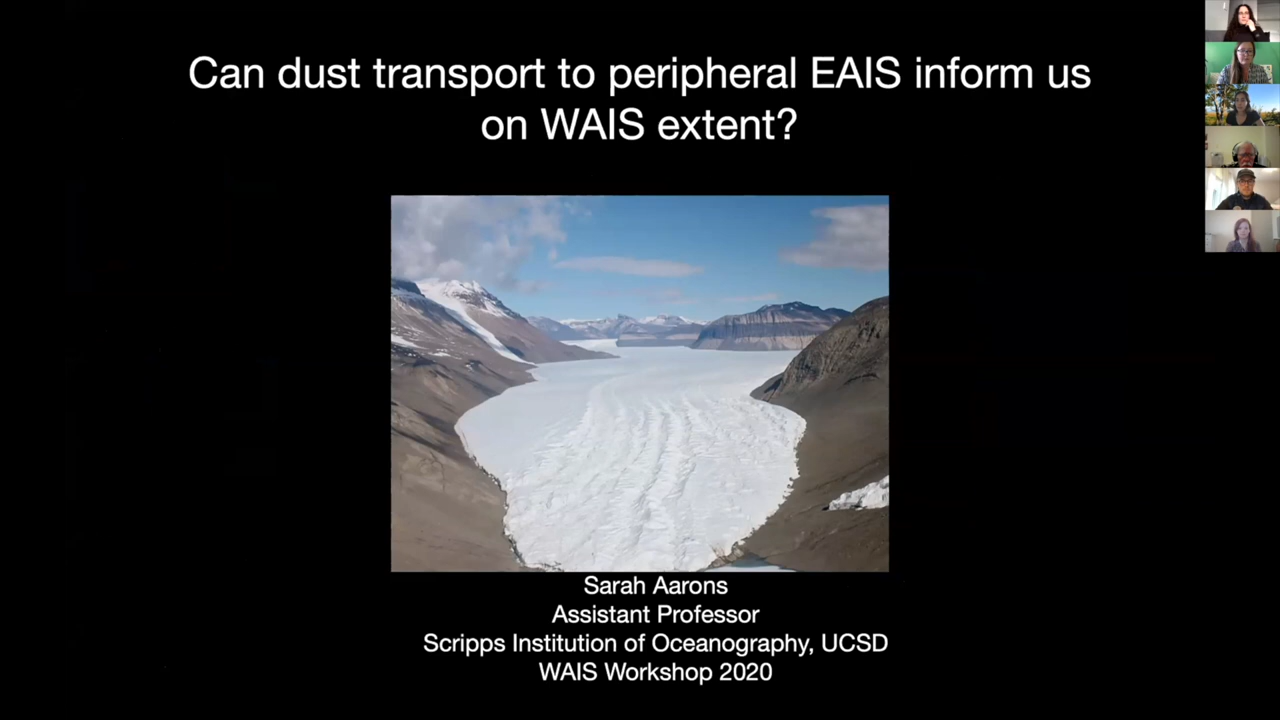 Can dust transport to peripheral EAIS inform us
on WAIS extent?
Sarah Aarons
Assistant Professor
Scripps Institution of Oceanography, UCSD
WAIS Workshop 2020